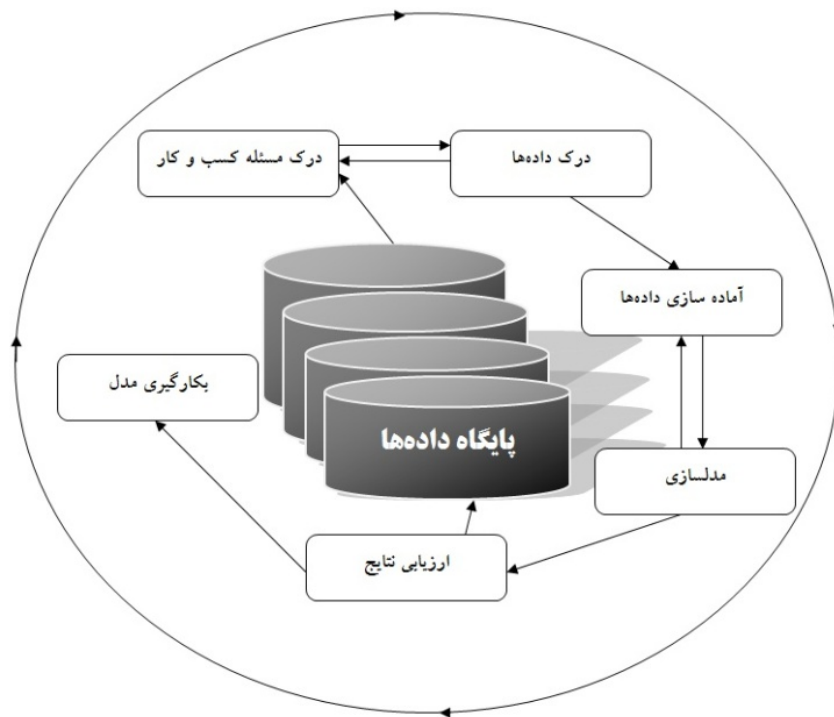 درک مسئله کسب و کار
درک داده‌ها
آماده سازی داده‌ها
بکارگیری مدل
پایگاه داده‌ها
مدلسازی
ارزیابی نتایج